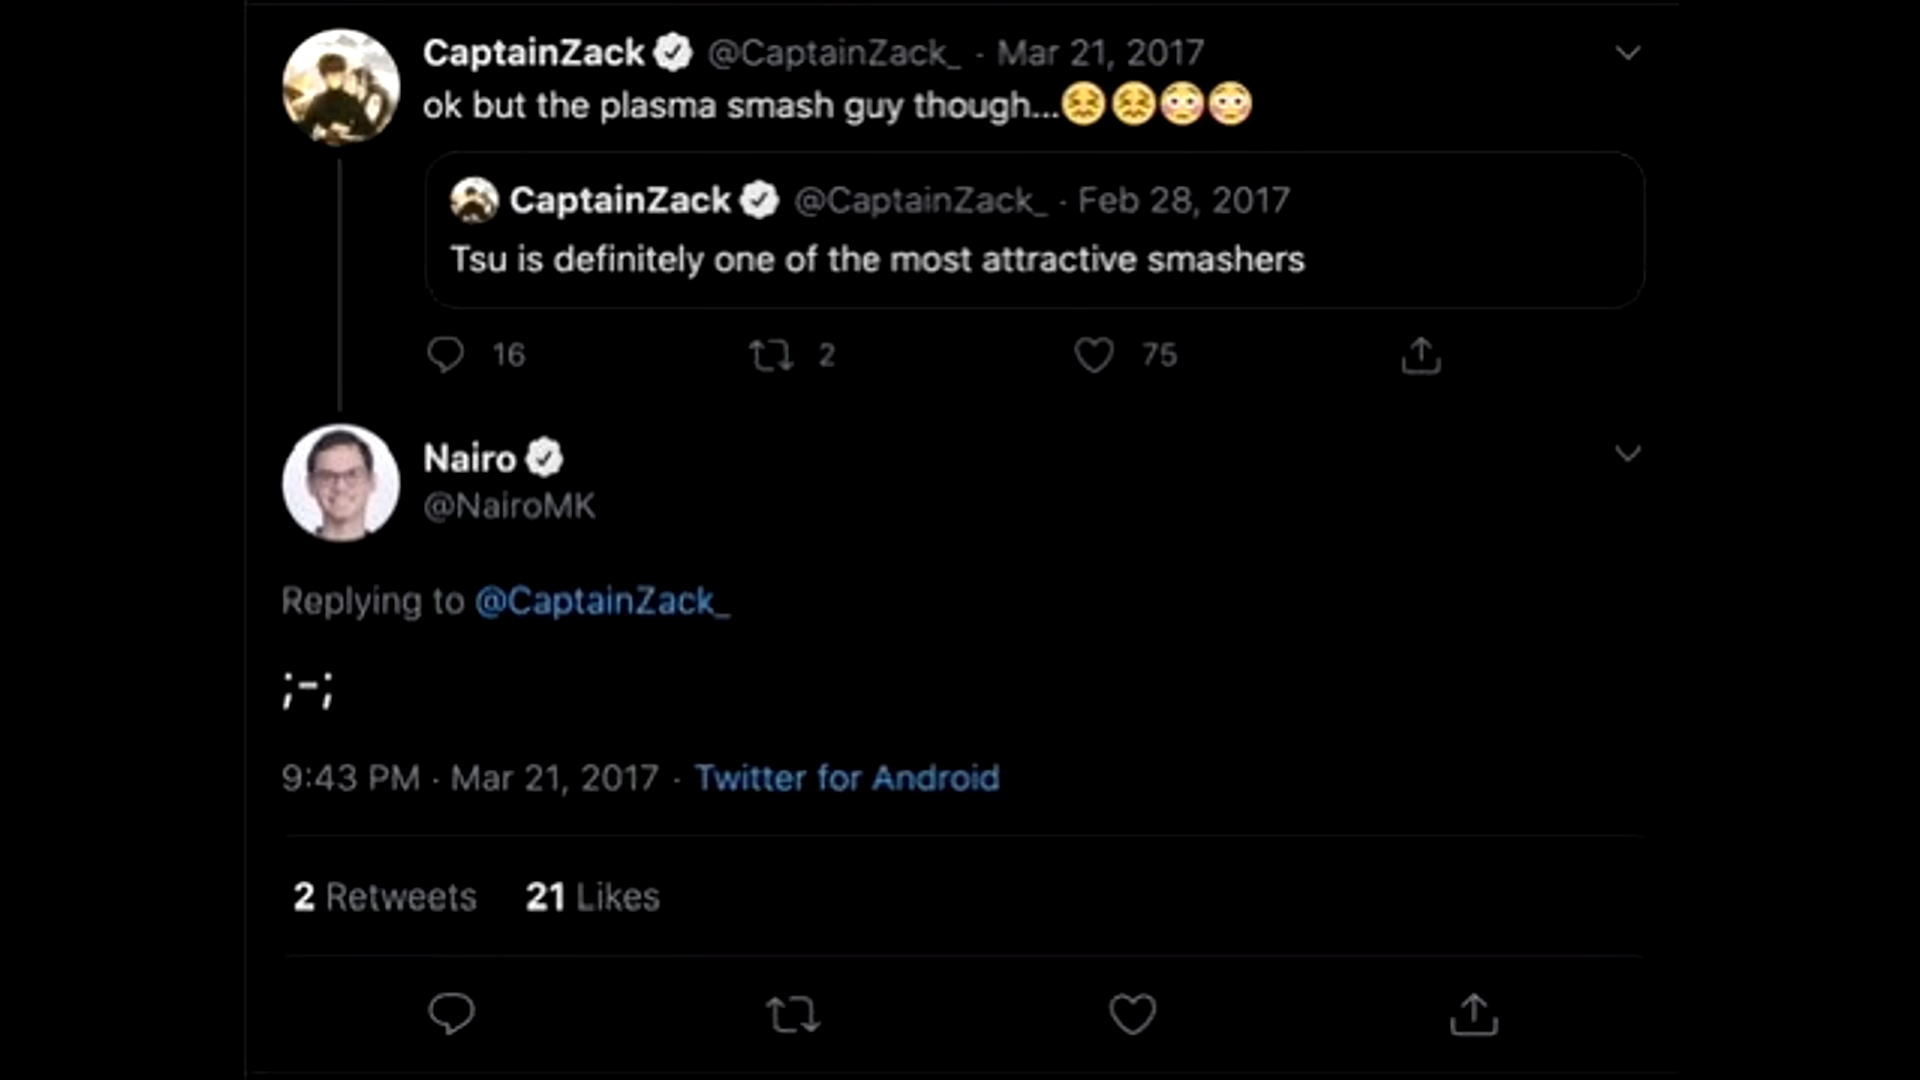 CaptainZack @CaptainZack_ · Mar 21, 2017
ok but the plasma smash guy though...😖😖😳😳
CaptainZack @CaptainZack_ · Feb 28, 2017
Tsu is definitely one of the most attractive smashers
16 2 75
Nairo
@NairoMK
Replying to @CaptainZack_
;-;
9:43 PM · Mar 21, 2017 · Twitter for Android
2 Retweets 21 Likes